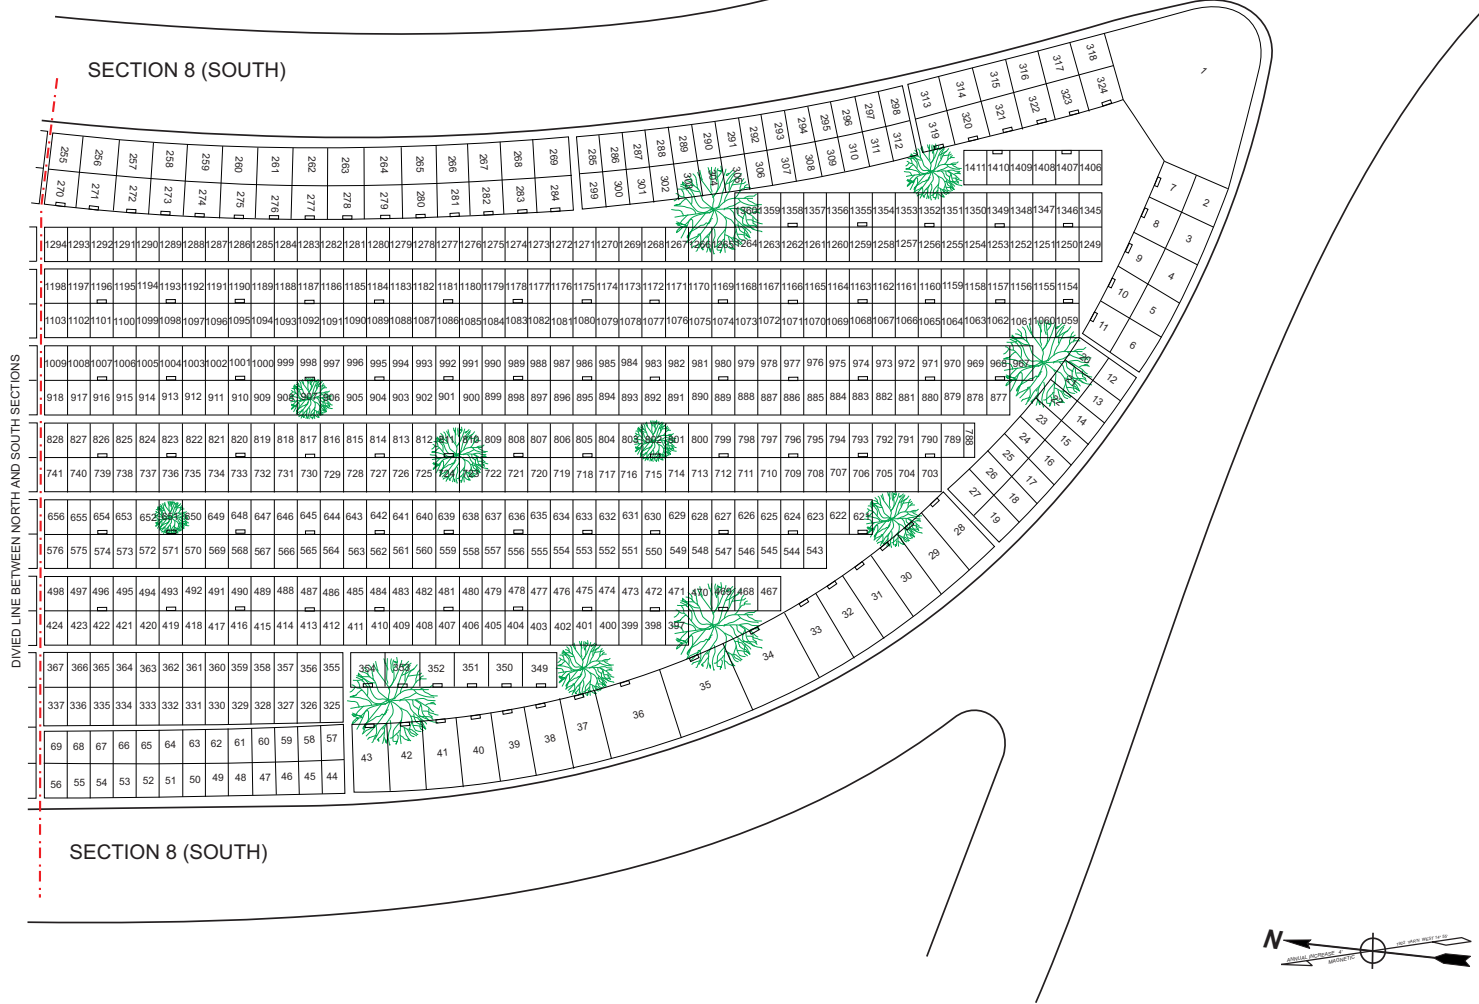 SECTION 8 (SOUTH)
1
313 314 315 316 317 318
319 320 321 322 323 324
285 286 287 288 289 290 291 292 293 294 295 296 297 298
299 300 301 302 306 307 308 309 310 311 312
255 256 257 258 259 260 261 262 263 264 265 266 267 268 269
270 271 272 273 274 275 276 277 278 279 280 281 282 283 284
1411 1410 1409 1408 1407 1406
1360 1359 1358 1357 1356 1355 1354 1353 1352 1351 1350 1349 1348 1347 1346 1345
1294 1293 1292 1291 1290 1289 1288 1287 1286 1285 1284 1283 1282 1281 1280 1279 1278 1277 1276 1275 1274 1273 1272 1271 1270 1269 1268 1267 1266 1265 1264 1263 1262 1261 1260 1259 1258 1257 1256 1255 1254 1253 1252 1251 1250 1249
1198 1197 1196 1195 1194 1193 1192 1191 1190 1189 1188 1187 1186 1185 1184 1183 1182 1181 1180 1179 1178 1177 1176 1175 1174 1173 1172 1171 1170 1169 1168 1167 1166 1165 1164 1163 1162 1161 1160 1159 1158 1157 1156 1155 1154
1103 1102 1101 1100 1099 1098 1097 1096 1095 1094 1093 1092 1091 1090 1089 1088 1087 1086 1085 1084 1083 1082 1081 1080 1079 1078 1077 1076 1075 1074 1073 1072 1071 1070 1069 1068 1067 1066 1065 1064 1063 1062 1061 1060 1059
1009 1008 1007 1006 1005 1004 1003 1002 1001 1000 999 998 997 996 995 994 993 992 991 990 989 988 987 986 985 984 983 982 981 980 979 978 977 976 975 974 973 972 971 970 969 968 967
918 917 916 915 914 913 912 911 910 909 908 907 906 905 904 903 902 901 900 899 898 897 896 895 894 893 892 891 890 889 888 887 886 885 884 883 882 881 880 879 878 877
828 827 826 825 824 823 822 821 820 819 818 817 816 815 814 813 812 811 810 809 808 807 806 805 804 803 802 801 800 799 798 797 796 795 794 793 792 791 790 789 788
741 740 739 738 737 736 735 734 733 732 731 730 729 728 727 726 725 724 723 722 721 720 719 718 717 716 715 714 713 712 711 710 709 708 707 706 705 704 703
656 655 654 653 652 651 650 649 648 647 646 645 644 643 642 641 640 639 638 637 636 635 634 633 632 631 630 629 628 627 626 625 624 623 622 621
576 575 574 573 572 571 570 569 568 567 566 565 564 563 562 561 560 559 558 557 556 555 554 553 552 551 550 549 548 547 546 545 544 543
498 497 496 495 494 493 492 491 490 489 488 487 486 485 484 483 482 481 480 479 478 477 476 475 474 473 472 471 470 469 468 467
424 423 422 421 420 419 418 417 416 415 414 413 412 411 410 409 408 407 406 405 404 403 402 401 400 399 398 397
367 366 365 364 363 362 361 360 359 358 357 356 355 354 353 352 351 350 349
337 336 335 334 333 332 331 330 329 328 327 326 325
69 68 67 66 65 64 63 62 61 60 59 58 57
56 55 54 53 52 51 50 49 48 47 46 45 44
43 42 41 40 39 38 37 36 35 34 33 32 31 30 29 28
7 8 9 10 11
2 3 4 5 6
20 23 24 25 26 27
12 13 14 15 16 17 18 19
DIVIED LINE BETWEEN NORTH AND SOUTH SECTIONS
SECTION 8 (SOUTH)
N
ANNUAL INCREASE 4'
MAGNETIC